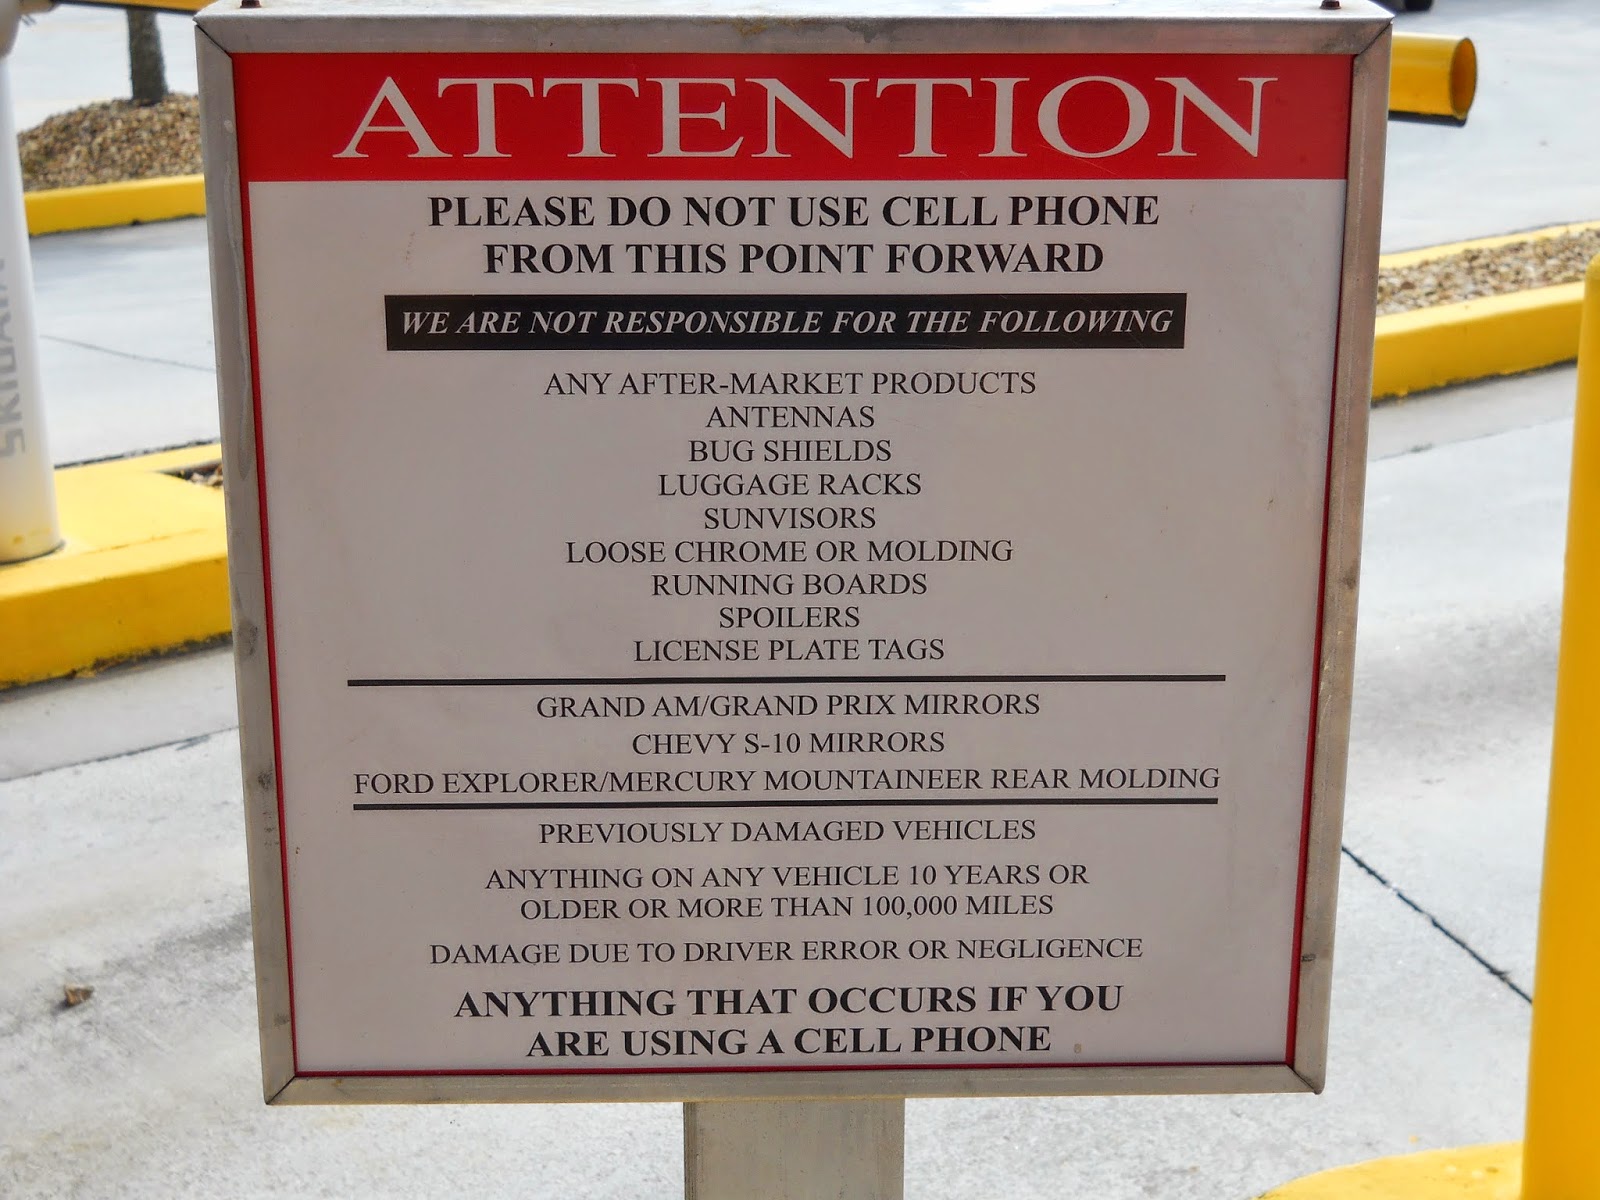 ATTENTION
PLEASE DO NOT USE CELL PHONE
FROM THIS POINT FORWARD
WE ARE NOT RESPONSIBLE FOR THE FOLLOWING
ANY AFTER-MARKET PRODUCTS
ANTENNAS
BUG SHIELDS
LUGGAGE RACKS
SUNVISORS
LOOSE CHROME OR MOLDING
RUNNING BOARDS
SPOILERS
LICENSE PLATE TAGS
GRAND AM/GRAND PRIX MIRRORS
CHEVY S-10 MIRRORS
FORD EXPLORER/MERCURY MOUNTAINEER REAR MOLDING
PREVIOUSLY DAMAGED VEHICLES
ANYTHING ON ANY VEHICLE 10 YEARS OR
OLDER OR MORE THAN 100,000 MILES
DAMAGE DUE TO DRIVER ERROR OR NEGLIGENCE
ANYTHING THAT OCCURS IF YOU
ARE USING A CELL PHONE